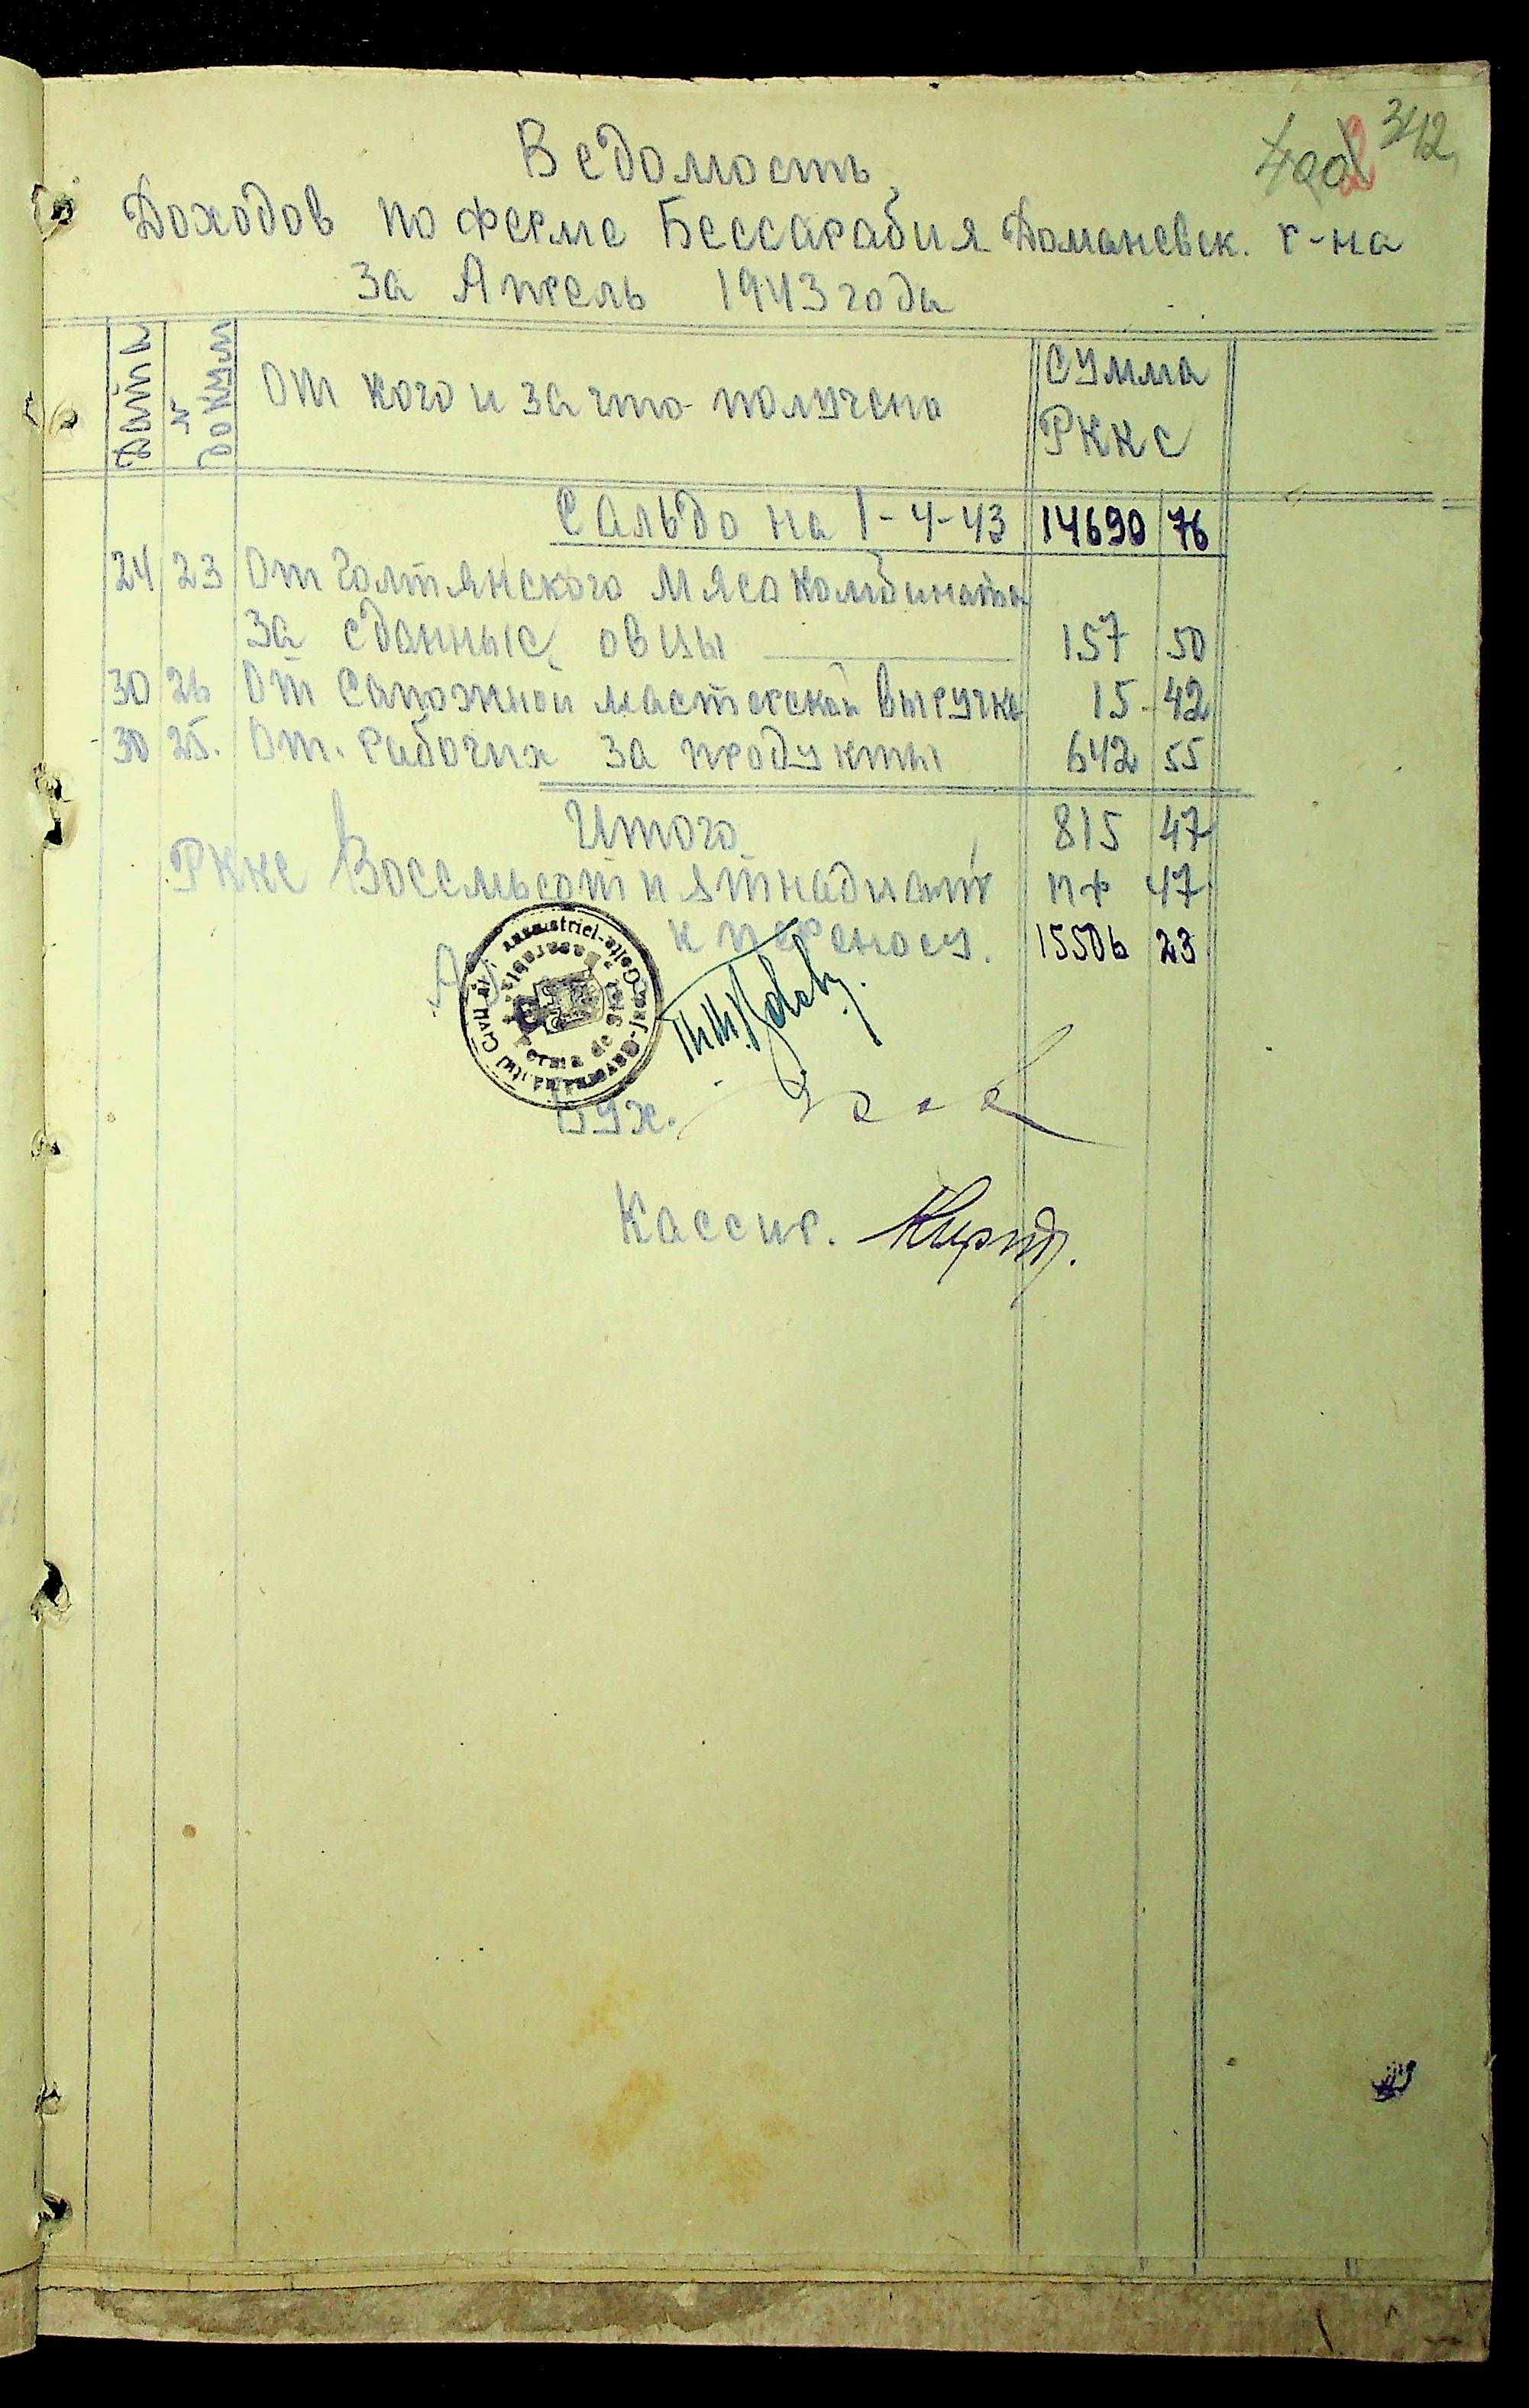 342
Ведомость
Доходов по ферме Бессарабия Доманевск. р-на
за Апрель 1943 года
Дата № докум От кого и за что получено Сумма РККС
Сальдо на 1-4-43 14690 76
24 23 От Голтянского Мясокомбината
за сданные овцы 157 50
30 26 От Сапожной мастерской выручка 15 42
30 25. От. рабочих за продукты 642 55
Итого 815 47
РККС Восемьсот пятнадцать 47
к переносу. 15506 23
Бух.
Кассир.